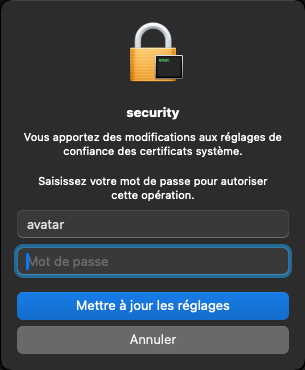 security
Vous apportez des modifications aux réglages de
confiance des certificats système.
Saisissez votre mot de passe pour autoriser
cette opération.
avatar
Mot de passe
Mettre à jour les réglages
Annuler